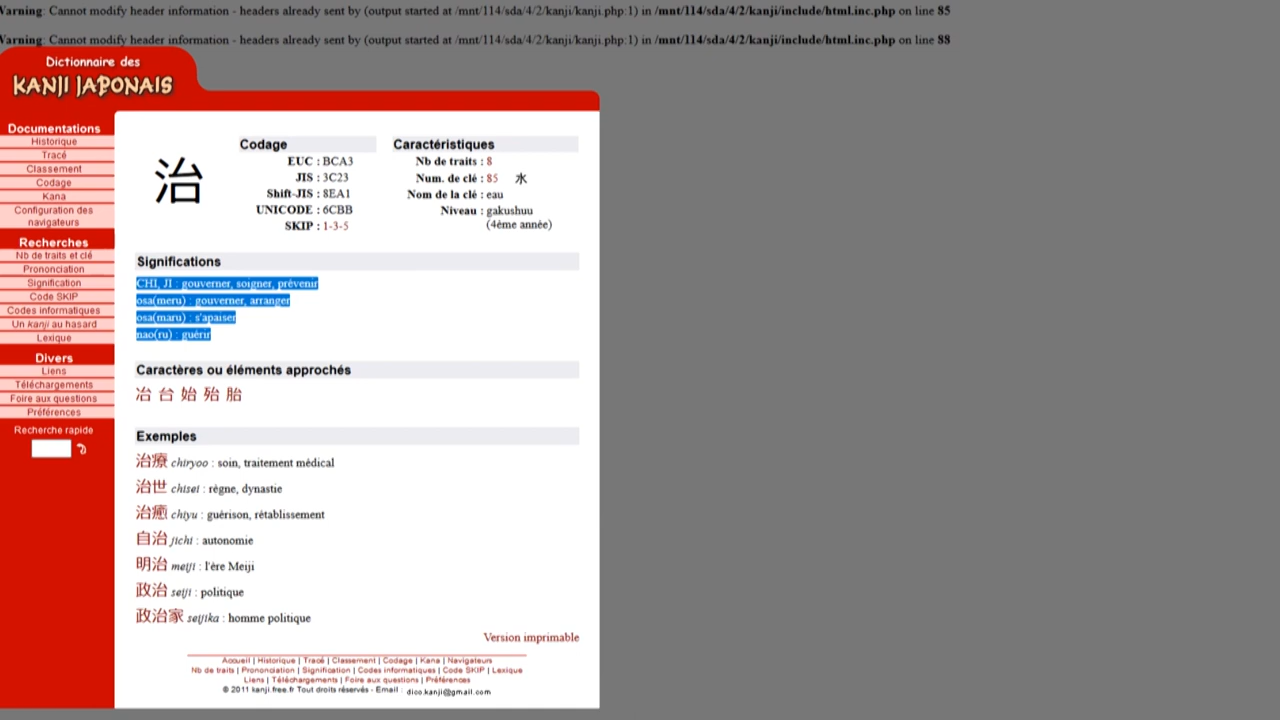 Warning: Cannot modify header information - headers already sent by (output started at /mnt/114/sda/4/2/kanji/kanji.php:1) in /mnt/114/sda/4/2/kanji/include/html.inc.php on line 85
Warning: Cannot modify header information - headers already sent by (output started at /mnt/114/sda/4/2/kanji/kanji.php:1) in /mnt/114/sda/4/2/kanji/include/html.inc.php on line 88
Dictionnaire des
KANJI JAPONAIS
Documentations
Historique
Tracé
Classement
Codage
Kana
Configuration des
navigateurs
Recherches
Nb de traits et clé
Prononciation
Signification
Code SKIP
Codes informatiques
Un kanji au hasard
Lexique
Divers
Liens
Téléchargements
Foire aux questions
Préférences
Recherche rapide
治
Codage
EUC : BCA3
JIS : 3C23
Shift-JIS : 8EA1
UNICODE : 6CBB
SKIP : 1-3-5
Caractéristiques
Nb de traits : 8
Num. de clé : 85 水
Nom de la clé : eau
Niveau : gakushuu
(4ème année)
Significations
CHI, JI : gouverner, soigner, prévenir
osa(meru) : gouverner, arranger
osa(maru) : s'apaiser
nao(ru) : guérir
Caractères ou éléments approchés
冶 台 始 殆 胎
Exemples
治療 chiryoo : soin, traitement médical
治世 chisei : règne, dynastie
治癒 chiyu : guérison, rétablissement
自治 jichi : autonomie
明治 meiji : l'ère Meiji
政治 seiji : politique
政治家 seijika : homme politique
Version imprimable
Accueil | Historique | Tracé | Classement | Codage | Kana | Navigateurs
Nb de traits | Prononciation | Signification | Codes informatiques | Code SKIP | Lexique
Liens | Téléchargements | Foire aux questions | Préférences
© 2011 kanji.free.fr Tout droits réservés - Email : dico.kanji@gmail.com